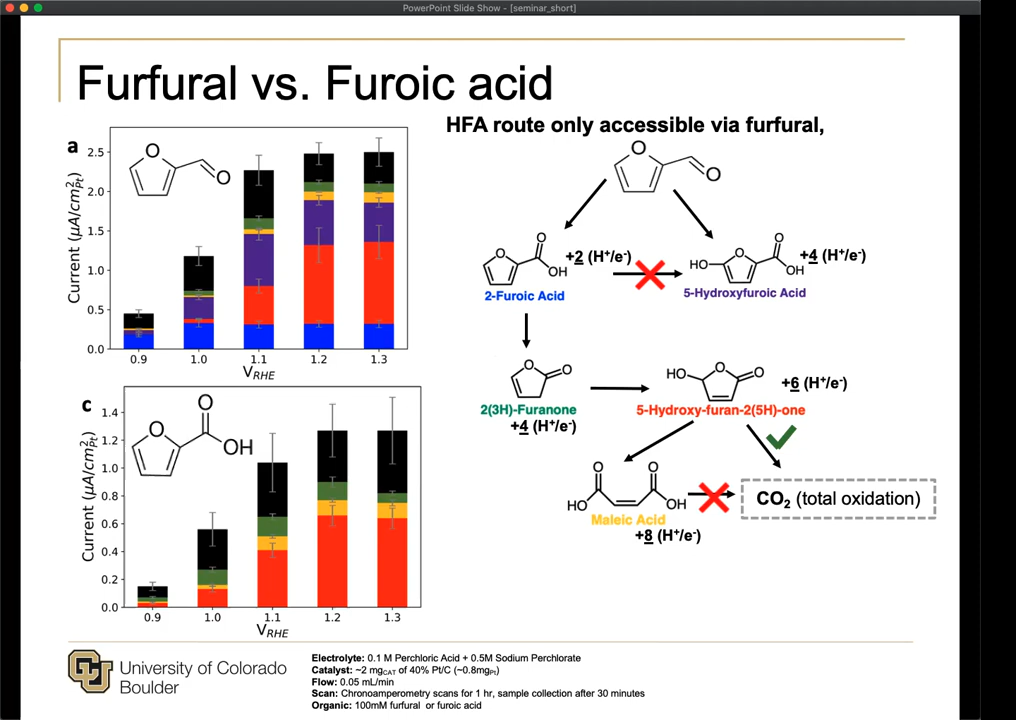 PowerPoint Slide Show - [seminar_short]
Furfural vs. Furoic acid
HFA route only accessible via furfural,
a
2.5
2.0
1.5
1.0
0.5
0.0
Current (μA/cm²Pt)
O
O
0.9 1.0 1.1 1.2 1.3
VRHE
c
1.4
1.2
1.0
0.8
0.6
0.4
0.2
0.0
Current (μA/cm²Pt)
O
O
OH
0.9 1.0 1.1 1.2 1.3
VRHE
O
O
O
O
OH
+2 (H+/e-)
2-Furoic Acid
HO
O
O
OH
+4 (H+/e-)
5-Hydroxyfuroic Acid
O
O
2(3H)-Furanone
+4 (H+/e-)
HO
O
O
+6 (H+/e-)
5-Hydroxy-furan-2(5H)-one
O
O
HO
OH
Maleic Acid
+8 (H+/e-)
CO2 (total oxidation)
University of Colorado
Boulder
CU
Electrolyte: 0.1 M Perchloric Acid + 0.5M Sodium Perchlorate
Catalyst: ~2 mgCAT of 40% Pt/C (~0.8mgPt)
Flow: 0.05 mL/min
Scan: Chronoamperometry scans for 1 hr, sample collection after 30 minutes
Organic: 100mM furfural or furoic acid